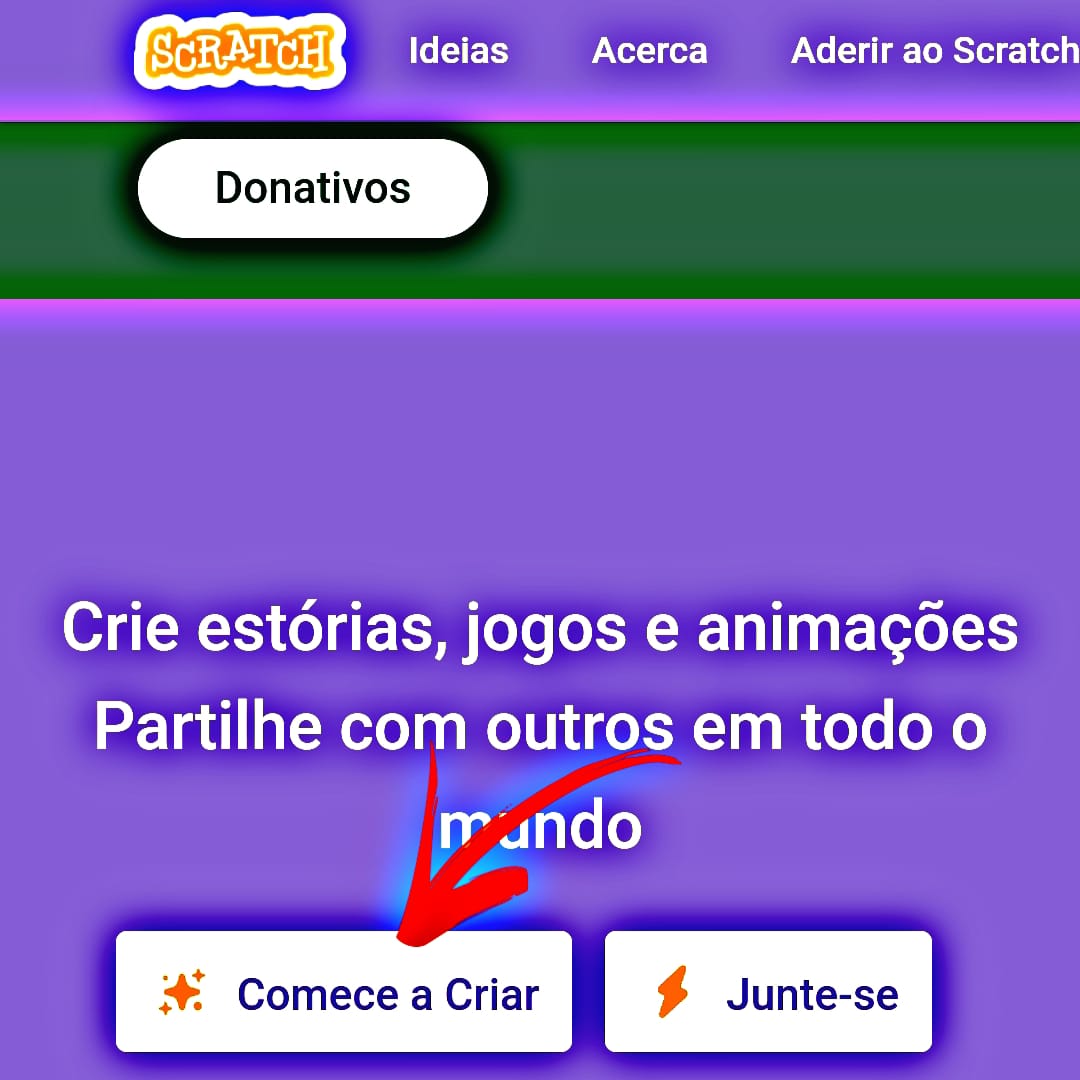 SCRATCH Ideias Acerca Aderir ao Scratch
Donativos
Crie estórias, jogos e animações
Partilhe com outros em todo o
mundo
Comece a Criar Junte-se